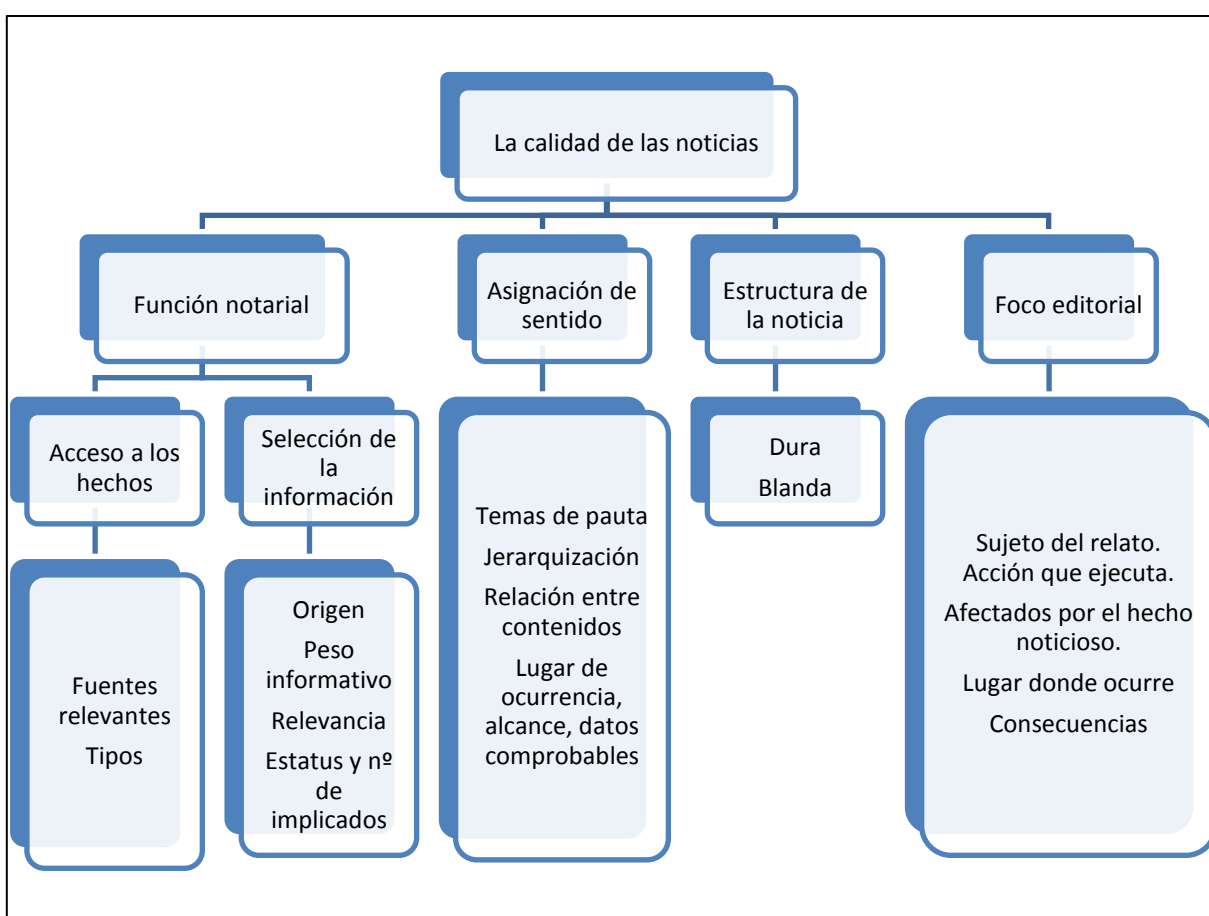 La calidad de las noticias
Función notarial
Asignación de
sentido
Estructura de
la noticia
Foco editorial
Acceso a los
hechos
Selección de
la
información
Dura
Blanda
Fuentes
relevantes
Tipos
Origen
Peso
informativo
Relevancia
Estatus y nº
de
implicados
Temas de pauta
Jerarquización
Relación entre
contenidos
Lugar de
ocurrencia,
alcance, datos
comprobables
Sujeto del relato.
Acción que ejecuta.
Afectados por el hecho
noticioso.
Lugar donde ocurre
Consecuencias